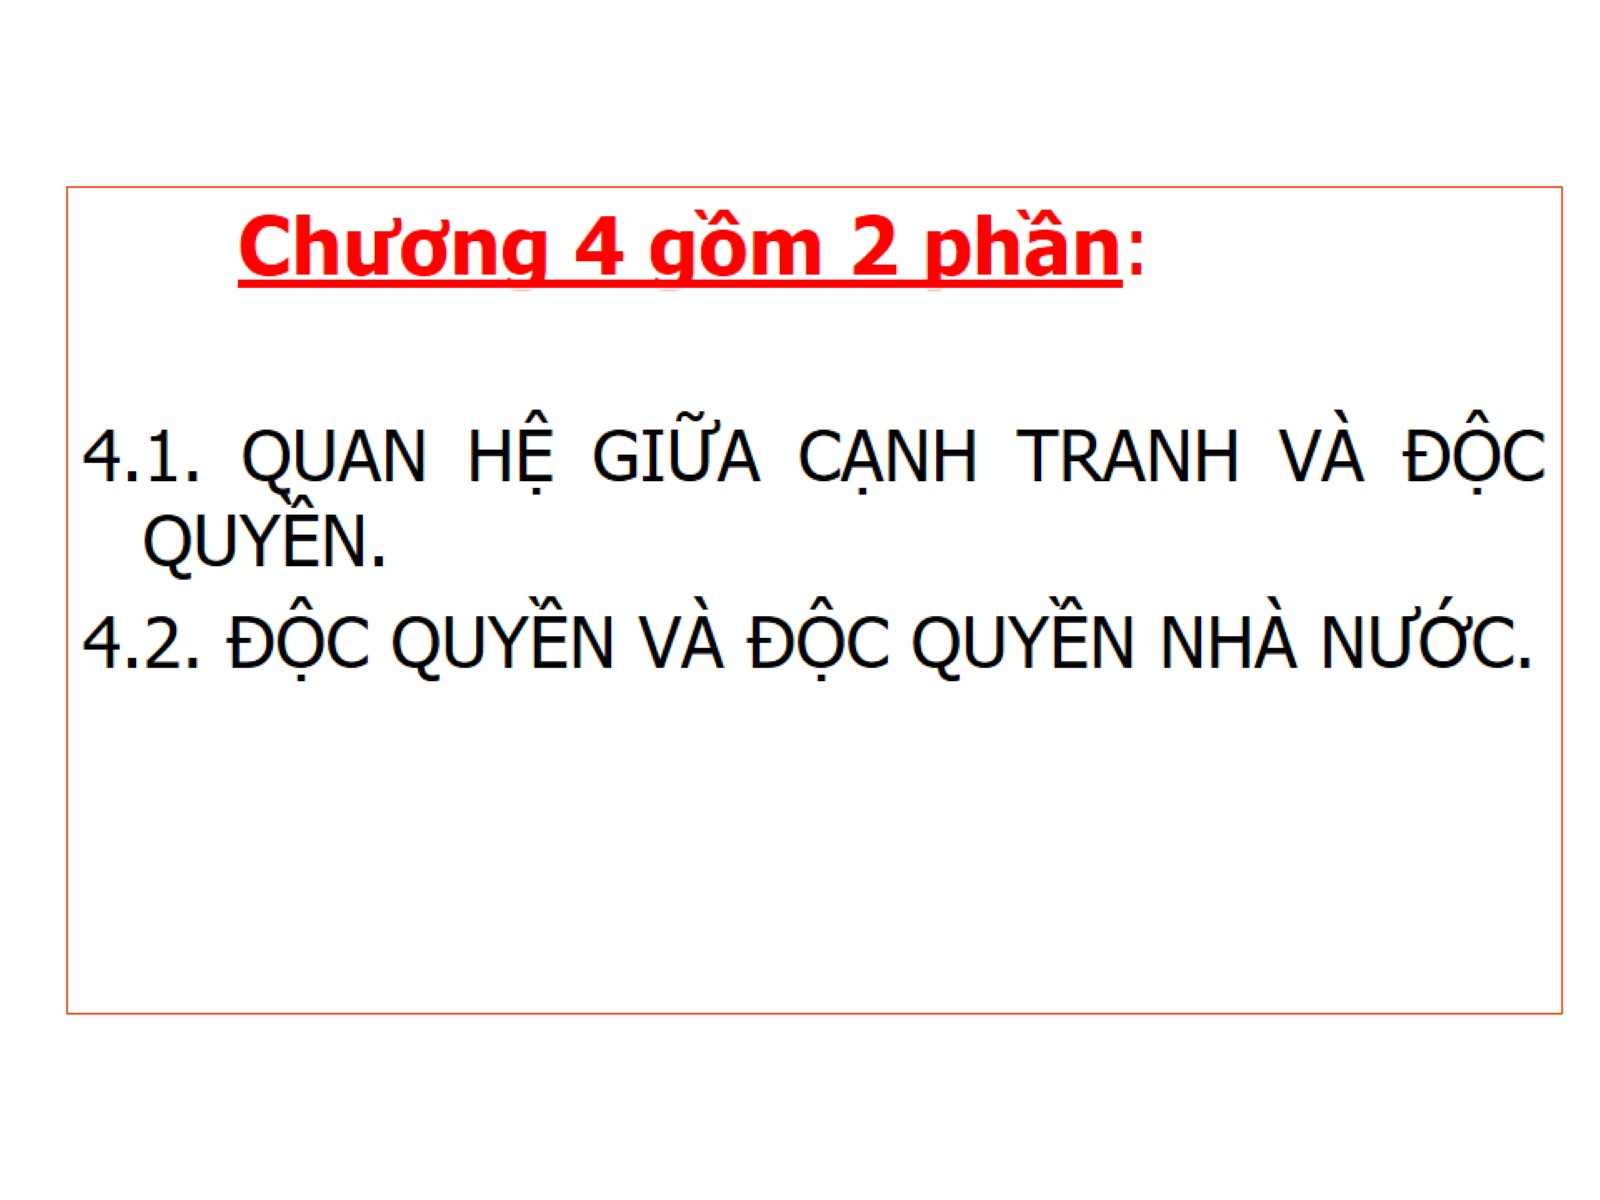 Chương 4 gồm 2 phần:
4.1. QUAN HỆ GIỮA CẠNH TRANH VÀ ĐỘC
QUYỀN.
4.2. ĐỘC QUYỀN VÀ ĐỘC QUYỀN NHÀ NƯỚC.